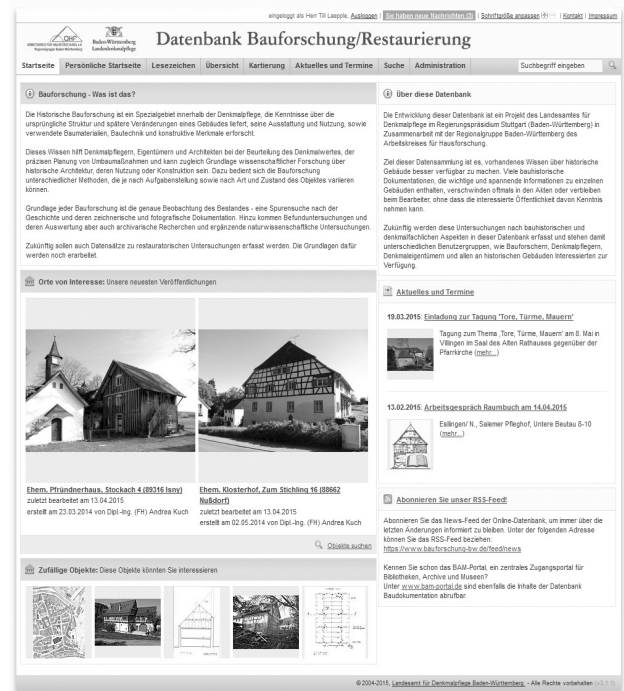 eingeloggt als Herr Till Laepple. Ausloggen | Sie haben neue Nachrichten (5) | Schriftgröße anpassen | Kontakt | Impressum
Baden-Württemberg
Landesdenkmalpflege
Datenbank Bauforschung/Restaurierung
Startseite Persönliche Startseite Lesezeichen Übersicht Kartierung Aktuelles und Termine Suche Administration Suchbegriff eingeben
Bauforschung - Was ist das?
Die Historische Bauforschung ist ein Spezialgebiet innerhalb der Denkmalpflege, die Kenntnisse über die
ursprüngliche Struktur und spätere Veränderungen eines Gebäudes liefert, seine Ausstattung und Nutzung, sowie
verwendete Baumaterialien, Bautechnik und konstruktive Merkmale erforscht.
Dieses Wissen hilft Denkmalpflegern, Eigentümern und Architekten bei der Beurteilung des Denkmalwertes, der
präzisen Planung von Umbaumaßnahmen und kann zugleich Grundlage wissenschaftlicher Forschung über
historische Architektur, deren Nutzung oder Konstruktion sein. Dazu bedient sich die Bauforschung
unterschiedlicher Methoden, die je nach Aufgabenstellung sowie nach Art und Zustand des Objektes variieren
können.
Grundlage jeder Bauforschung ist die genaue Beobachtung des Bestandes - eine Spurensuche nach der
Geschichte und deren zeichnerische und fotografische Dokumentation. Hinzu kommen Befunduntersuchungen und
deren Auswertung aber auch archivarische Recherchen und ergänzende naturwissenschaftliche Untersuchungen.
Zukünftig sollen auch Datensätze zu restauratorischen Untersuchungen erfasst werden. Die Grundlagen dafür
werden noch erarbeitet.
Orte von Interesse: Unsere neuesten Veröffentlichungen
Ehem. Pfründnerhaus, Stockach 4 (89316 Isny)
zuletzt bearbeitet am 13.04.2015
erstellt am 23.03.2014 von Dipl.-Ing. (FH) Andrea Kuch
Ehem. Klosterhof, Zum Stichling 16 (88662
Nußdorf)
zuletzt bearbeitet am 13.04.2015
erstellt am 02.05.2014 von Dipl.-Ing. (FH) Andrea Kuch
Objekte suchen
Zufällige Objekte: Diese Objekte könnten Sie interessieren
Über diese Datenbank
Die Entwicklung dieser Datenbank ist ein Projekt des Landesamtes für
Denkmalpflege im Regierungspräsidium Stuttgart (Baden-Württemberg) in
Zusammenarbeit mit der Regionalgruppe Baden-Württemberg des
Arbeitskreises für Hausforschung.
Ziel dieser Datensammlung ist es, vorhandenes Wissen über historische
Gebäude besser verfügbar zu machen. Viele bauhistorische
Dokumentationen, die wichtige und spannende Informationen zu einzelnen
Gebäuden enthalten, verschwinden oftmals in den Akten oder verbleiben
beim Bearbeiter, ohne dass die interessierte Öffentlichkeit davon Kenntnis
nehmen kann.
Zukünftig werden diese Untersuchungen nach bauhistorischen und
denkmalfachlichen Aspekten in dieser Datenbank erfasst und stehen damit
unterschiedlichen Benutzergruppen, wie Bauforschern, Denkmalpflegern,
Denkmaleigentümern und allen an historischen Gebäuden Interessierten zur
Verfügung.
Aktuelles und Termine
19.03.2015: Einladung zur Tagung 'Tore, Türme, Mauern'
Tagung zum Thema ‚Tore, Türme, Mauern' am 8. Mai in
Villingen im Saal des Alten Rathauses gegenüber der
Pfarrkirche (mehr...)
13.02.2015: Arbeitsgespräch Raumbuch am 14.04.2015
Esslingen/ N., Salemer Pfleghof, Untere Beutau 8-10
(mehr...)
Abonnieren Sie unser RSS-Feed!
Abonnieren Sie das News-Feed der Online-Datenbank, um immer über die
letzten Änderungen informiert zu bleiben. Unter der folgenden Adresse
können Sie das RSS-Feed beziehen:
https://www.bauforschung-bw.de/feed/news
Kennen Sie schon das BAM-Portal, ein zentrales Zugangsportal für
Bibliotheken, Archive und Museen?
Unter www.bam-portal.de sind ebenfalls die Inhalte der Datenbank
Baudokumentation abrufbar.
© 2004-2015, Landesamt für Denkmalpflege Baden-Württemberg, - Alle Rechte vorbehalten (v3.1.1)